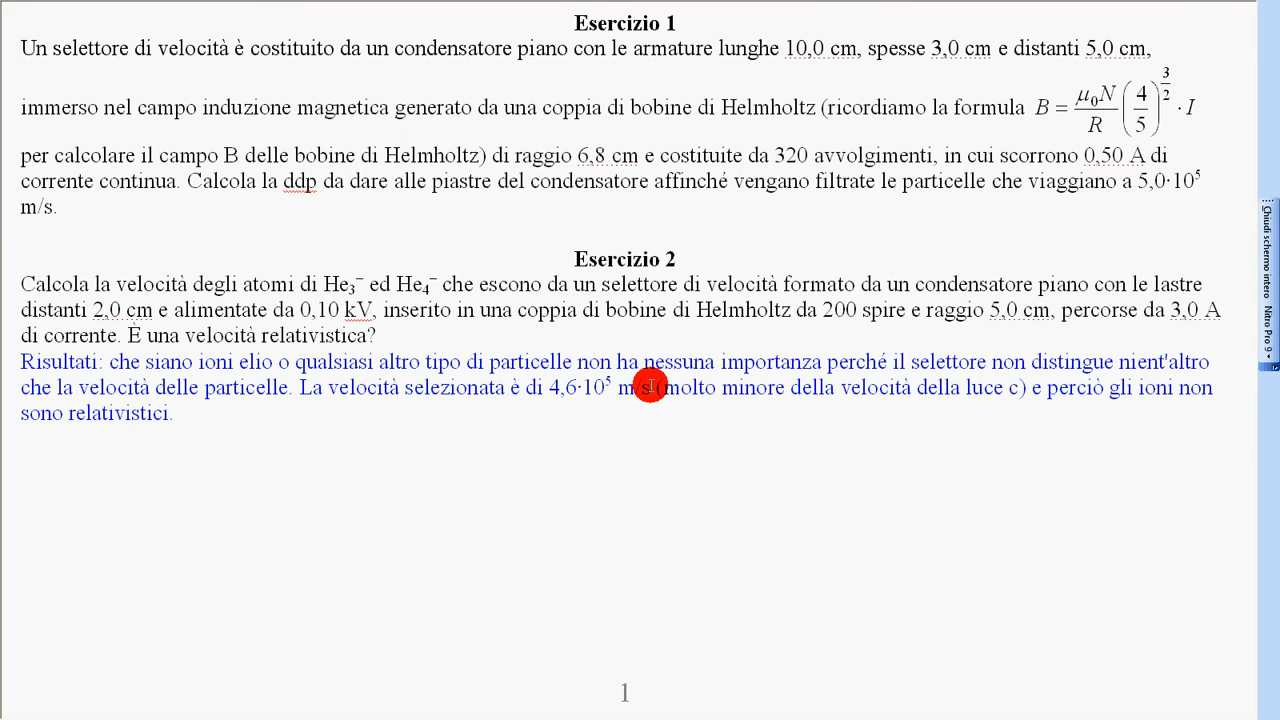 Esercizio 1
Un selettore di velocità è costituito da un condensatore piano con le armature lunghe 10,0 cm, spesse 3,0 cm e distanti 5,0 cm,
immerso nel campo induzione magnetica generato da una coppia di bobine di Helmholtz (ricordiamo la formula B = μ₀N/R (4/5)^(3/2) · I
per calcolare il campo B delle bobine di Helmholtz) di raggio 6,8 cm e costituite da 320 avvolgimenti, in cui scorrono 0,50 A di
corrente continua. Calcola la ddp da dare alle piastre del condensatore affinché vengano filtrate le particelle che viaggiano a 5,0·10⁵
m/s.
Esercizio 2
Calcola la velocità degli atomi di He₃⁻ ed He₄⁻ che escono da un selettore di velocità formato da un condensatore piano con le lastre
distanti 2,0 cm e alimentate da 0,10 kV, inserito in una coppia di bobine di Helmholtz da 200 spire e raggio 5,0 cm, percorse da 3,0 A
di corrente. È una velocità relativistica?
Risultati: che siano ioni elio o qualsiasi altro tipo di particelle non ha nessuna importanza perché il selettore non distingue nient'altro
che la velocità delle particelle. La velocità selezionata è di 4,6·10⁵ m/s (molto minore della velocità della luce c) e perciò gli ioni non
sono relativistici.
1
Chiudi schermo intero
Nitro Pro 9